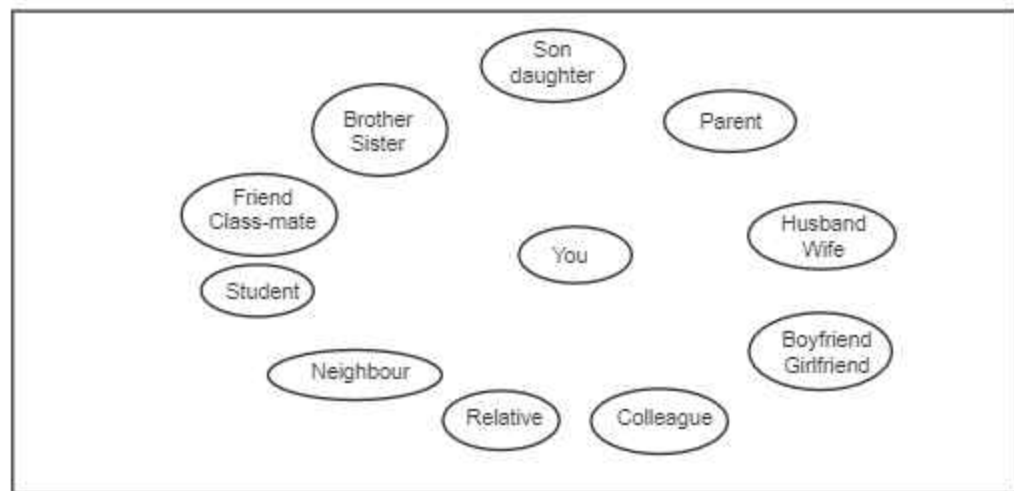 Son
daughter
Parent
Brother
Sister
Friend
Class-mate
Husband
Wife
You
Student
Boyfriend
Girlfriend
Neighbour
Relative
Colleague